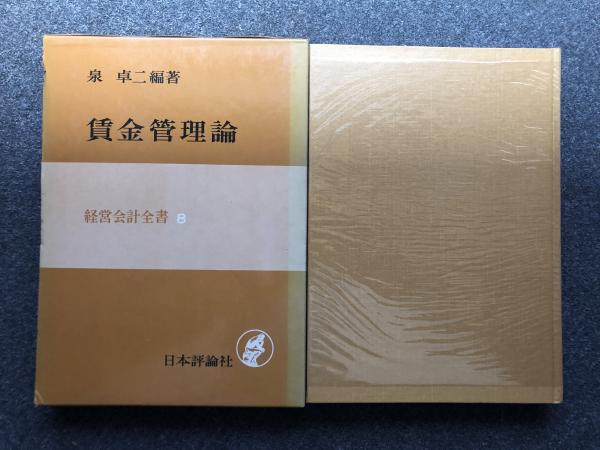 泉 卓二編著
賃金管理論
経営会計全書 8
日本評論社